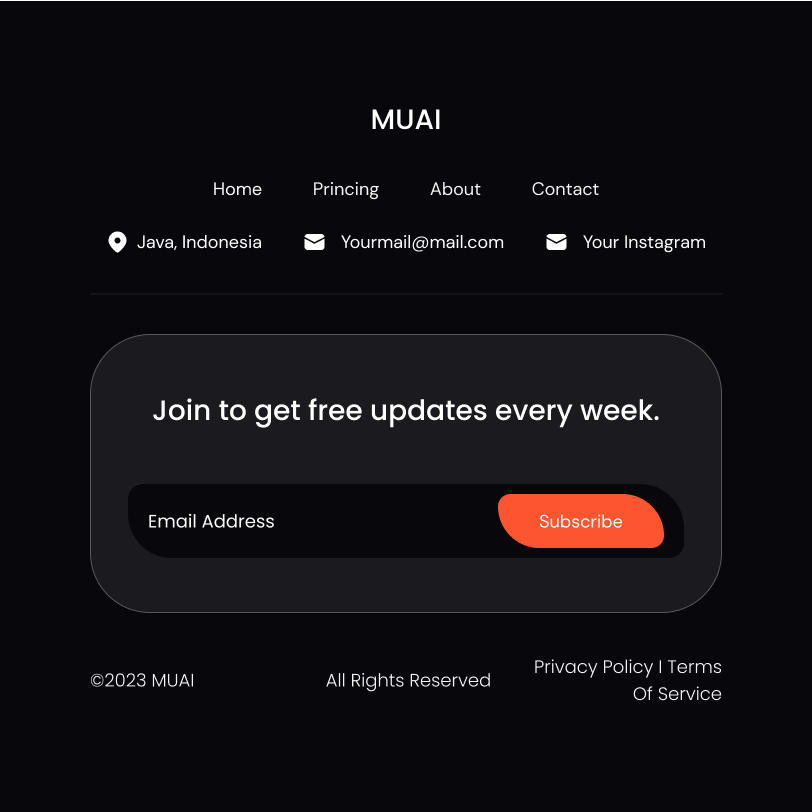 MUAI
Home Princing About Contact
Java, Indonesia Yourmail@mail.com Your Instagram
Join to get free updates every week.
Email Address Subscribe
©2023 MUAI All Rights Reserved Privacy Policy I Terms
Of Service